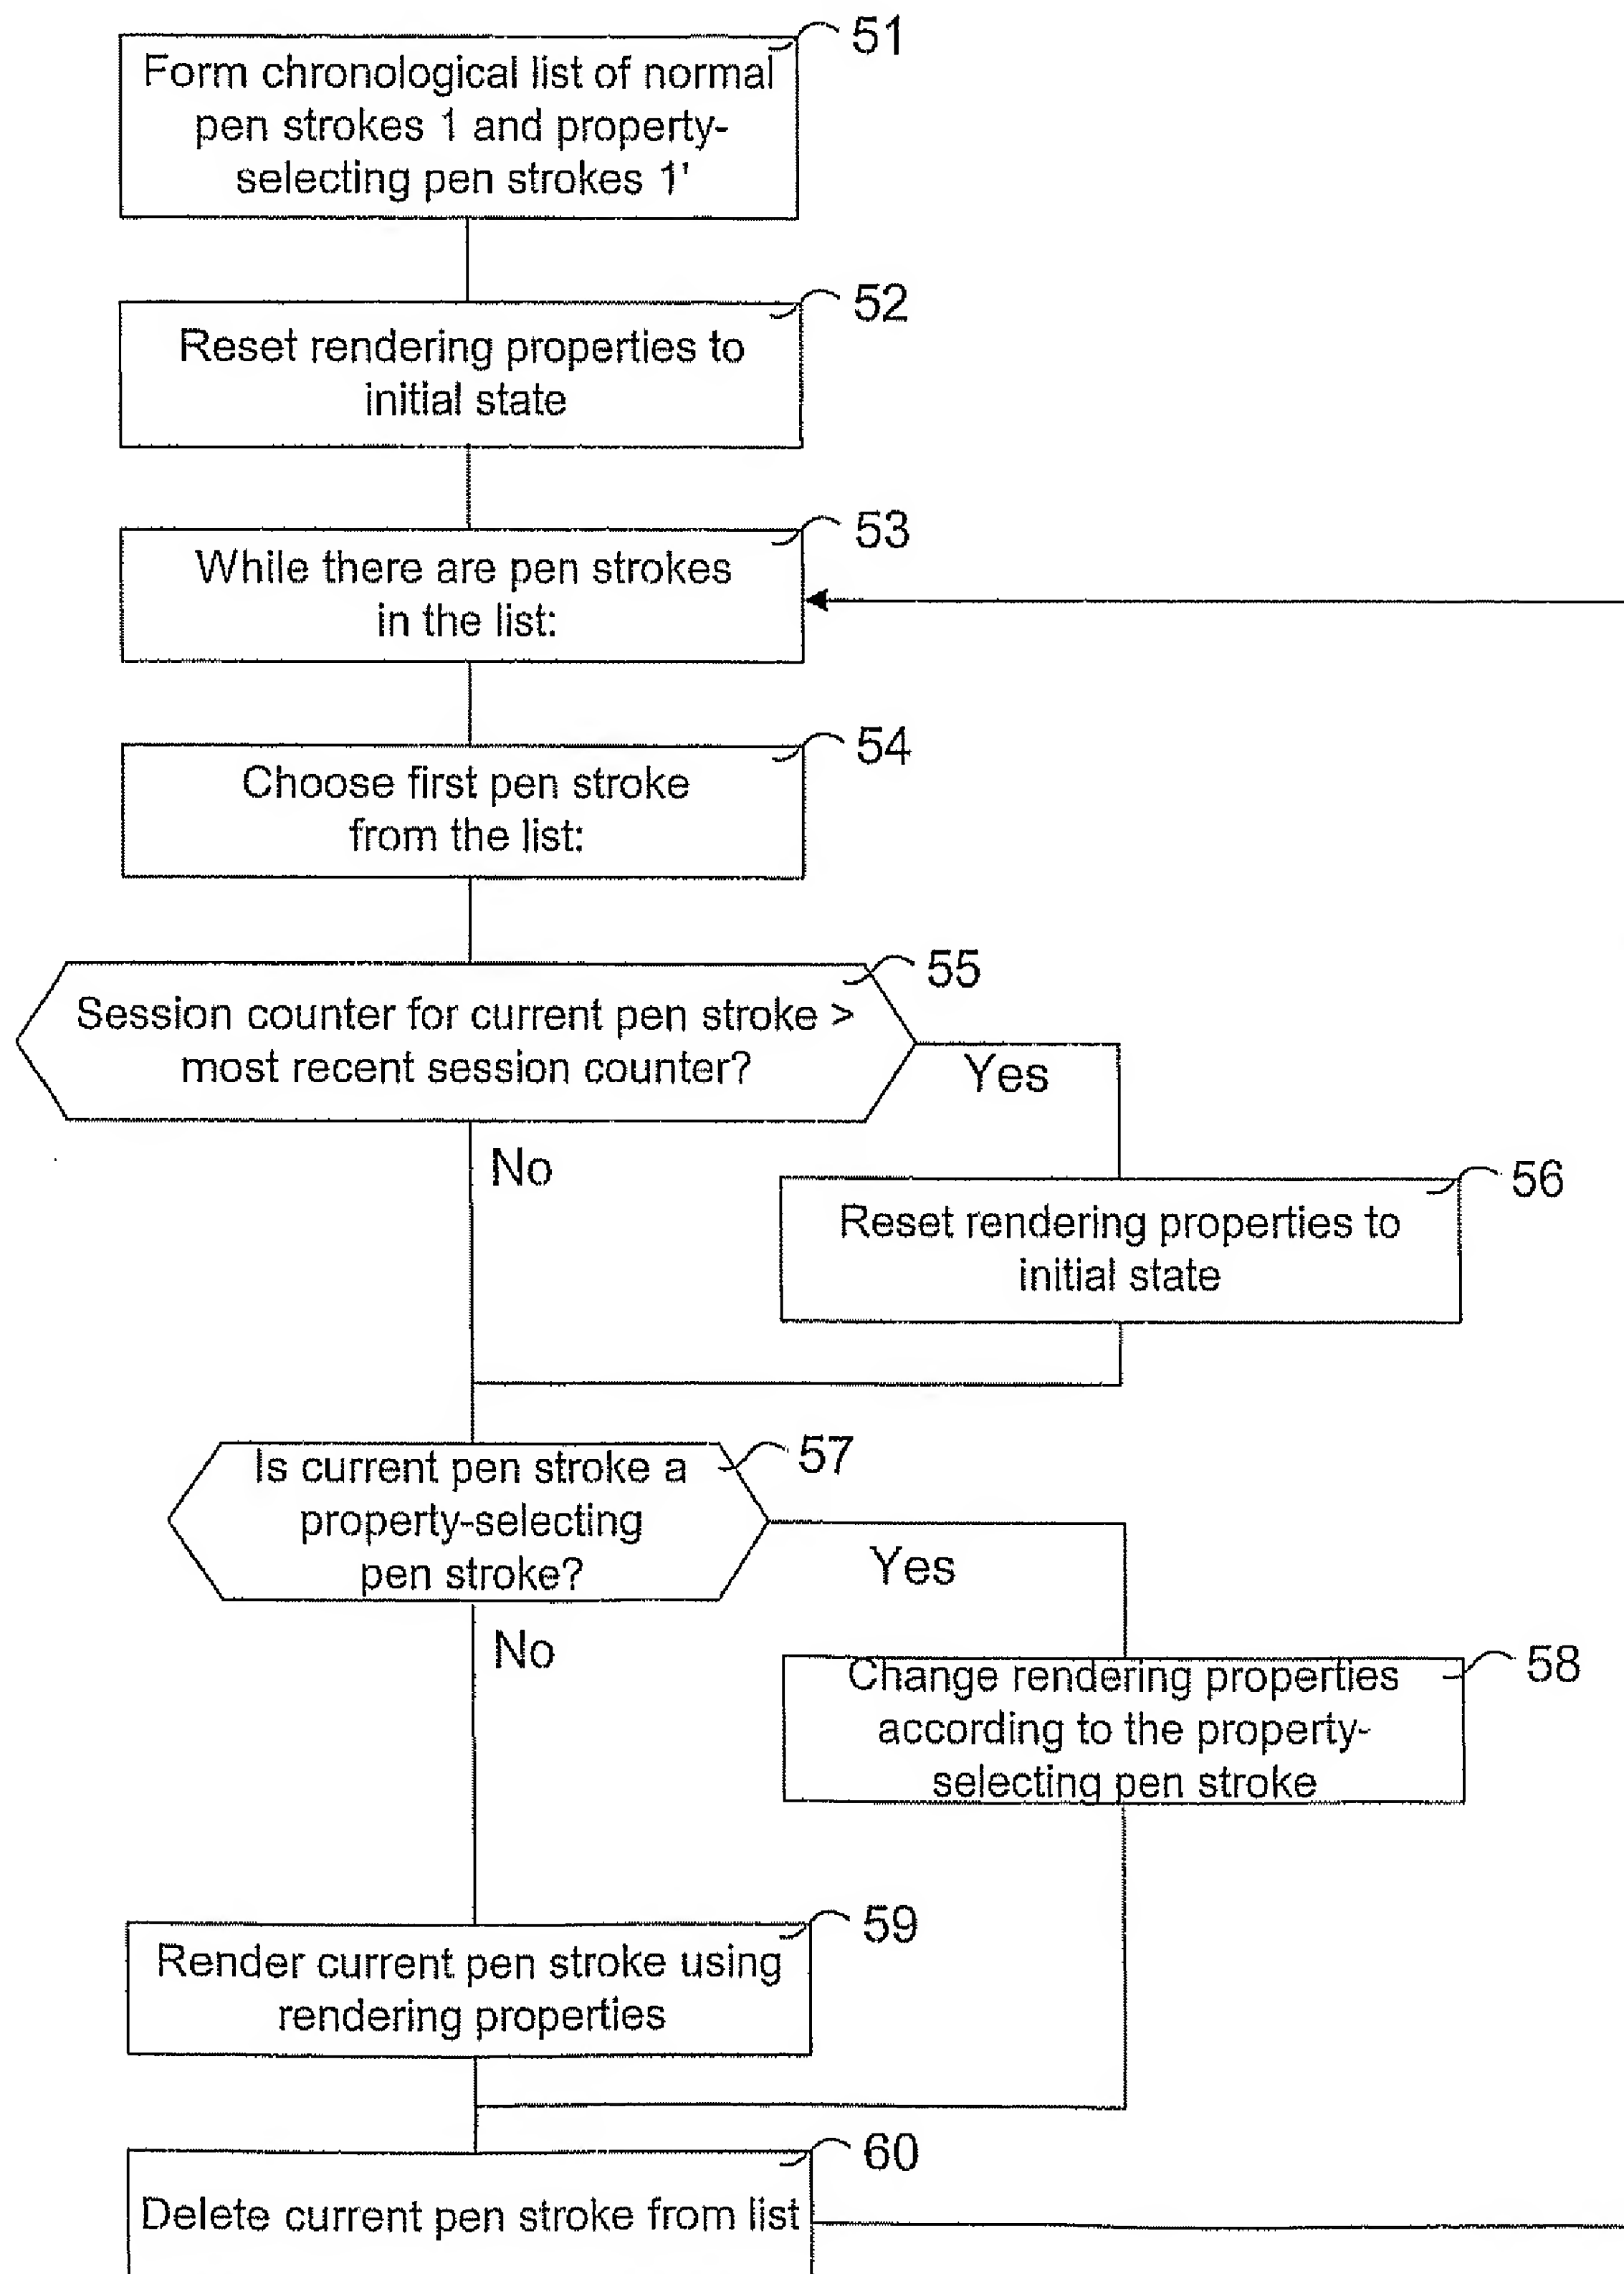 51
Form chronological list of normal
pen strokes 1 and property-
selecting pen strokes 1'
52
Reset rendering properties to
initial state
53
While there are pen strokes
in the list:
54
Choose first pen stroke
from the list:
55
Session counter for current pen stroke >
most recent session counter?
Yes
No
56
Reset rendering properties to
initial state
57
Is current pen stroke a
property-selecting
pen stroke?
Yes
No
58
Change rendering properties
according to the property-
selecting pen stroke
59
Render current pen stroke using
rendering properties
60
Delete current pen stroke from list